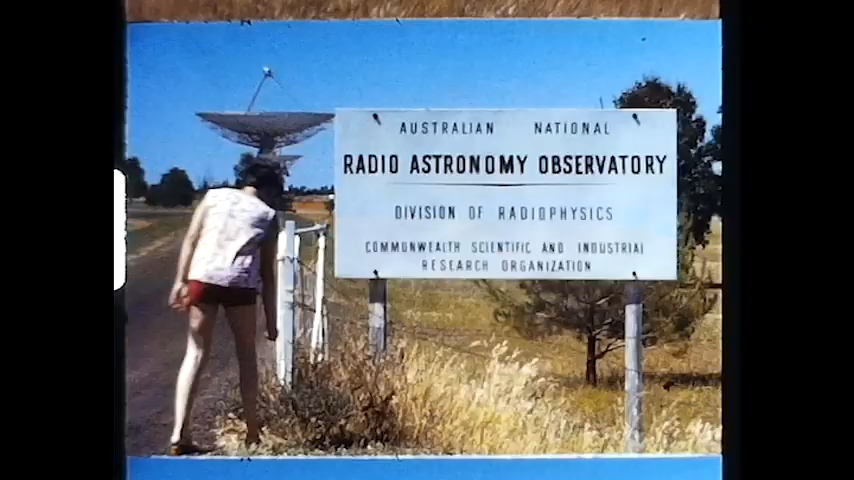 AUSTRALIAN NATIONAL
RADIO ASTRONOMY OBSERVATORY
DIVISION OF RADIOPHYSICS
COMMONWEALTH SCIENTIFIC AND INDUSTRIAL
RESEARCH ORGANIZATION